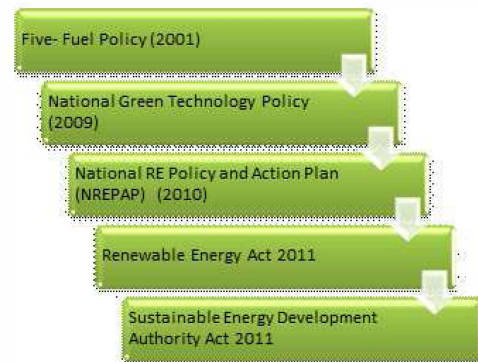 Five- Fuel Policy (2001)
National Green Technology Policy
(2009)
National RE Policy and Action Plan
(NREPAP) (2010)
Renewable Energy Act 2011
Sustainable Energy Development
Authority Act 2011